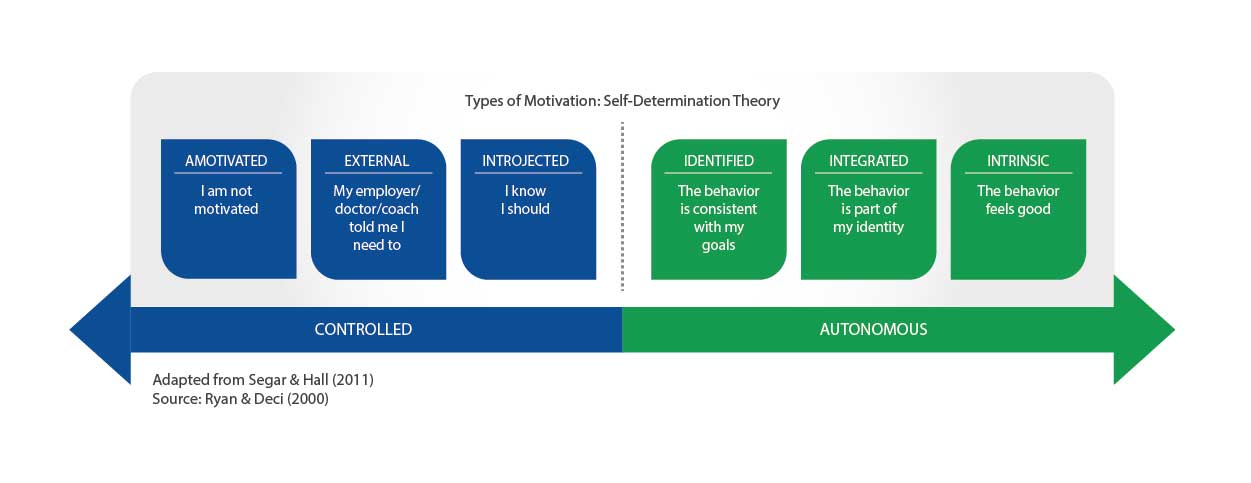 Types of Motivation: Self-Determination Theory
AMOTIVATED
I am not
motivated
EXTERNAL
My employer/
doctor/coach
told me I
need to
INTROJECTED
I know
I should
IDENTIFIED
The behavior
is consistent
with my
goals
INTEGRATED
The behavior
is part of
my identity
INTRINSIC
The behavior
feels good
CONTROLLED
AUTONOMOUS
Adapted from Segar & Hall (2011)
Source: Ryan & Deci (2000)